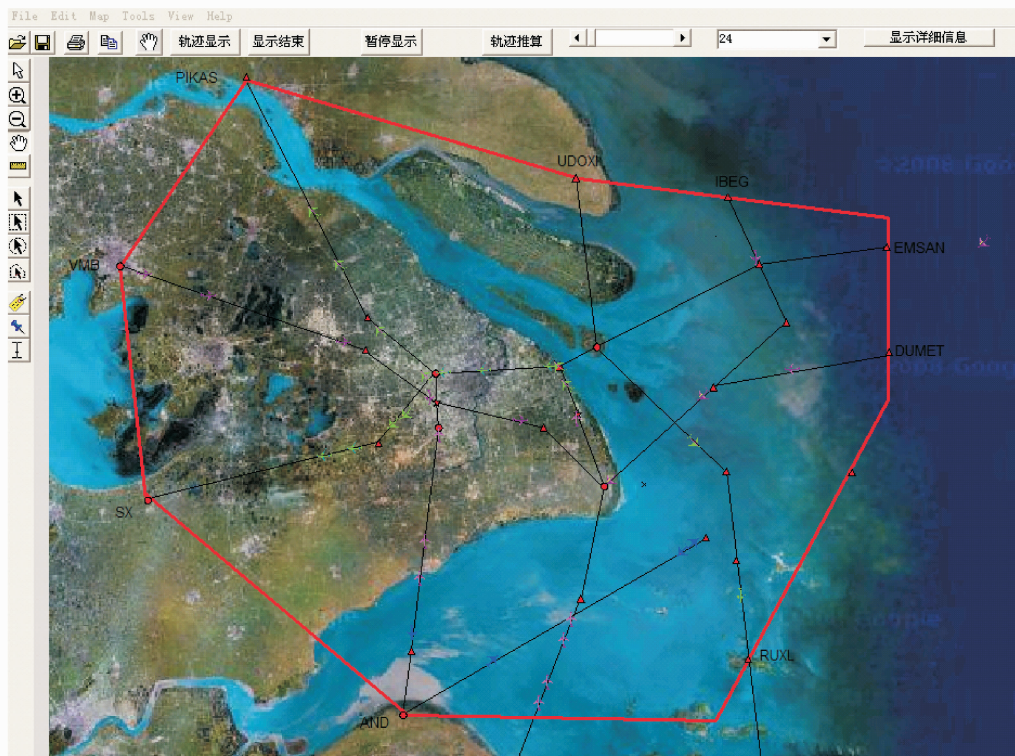 File Edit Map Tools View Help
轨迹显示 显示结束 暂停显示 轨迹推算 24 显示详细信息
PIKAS
UDOXI
IBEG
EMSAN
VMB
DUMET
SX
RUXL
AND